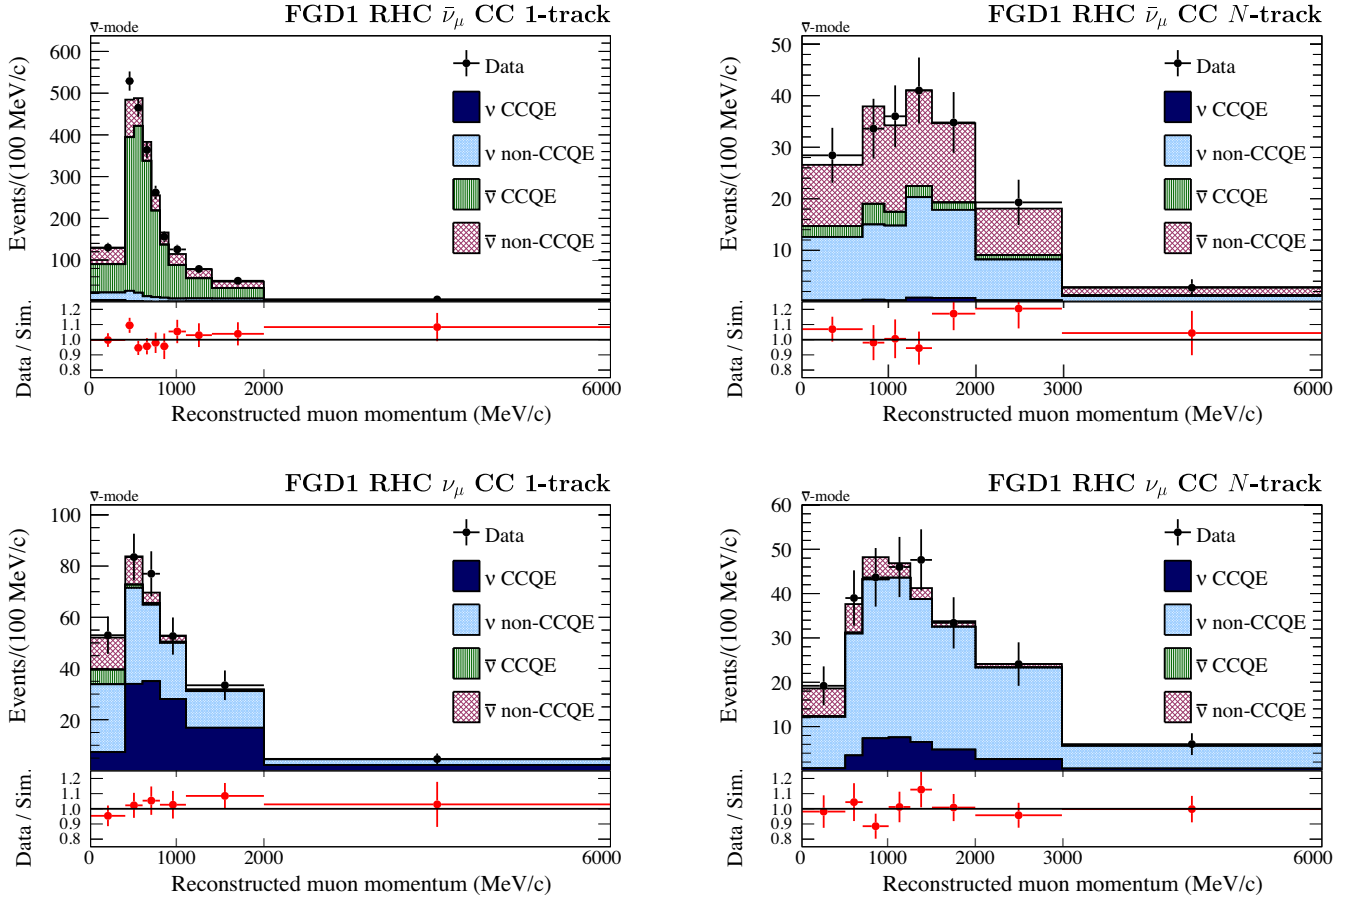 FGD1 RHC ν̄μ CC 1-track
ν̄-mode
Events/(100 MeV/c)
600
500
400
300
200
100
Data
ν CCQE
ν non-CCQE
ν̄ CCQE
ν̄ non-CCQE
Data / Sim.
1.2
1.1
1.0
0.9
0.8
0 1000 2000 6000
Reconstructed muon momentum (MeV/c)
FGD1 RHC ν̄μ CC N-track
ν̄-mode
Events/(100 MeV/c)
50
40
30
20
10
Data
ν CCQE
ν non-CCQE
ν̄ CCQE
ν̄ non-CCQE
Data / Sim.
1.2
1.1
1.0
0.9
0.8
0 1000 2000 3000 6000
Reconstructed muon momentum (MeV/c)
FGD1 RHC νμ CC 1-track
ν̄-mode
Events/(100 MeV/c)
100
80
60
40
20
Data
ν CCQE
ν non-CCQE
ν̄ CCQE
ν̄ non-CCQE
Data / Sim.
1.2
1.1
1.0
0.9
0.8
0 1000 2000 6000
Reconstructed muon momentum (MeV/c)
FGD1 RHC νμ CC N-track
ν̄-mode
Events/(100 MeV/c)
60
50
40
30
20
10
Data
ν CCQE
ν non-CCQE
ν̄ CCQE
ν̄ non-CCQE
Data / Sim.
1.2
1.1
1.0
0.9
0.8
0 1000 2000 3000 6000
Reconstructed muon momentum (MeV/c)